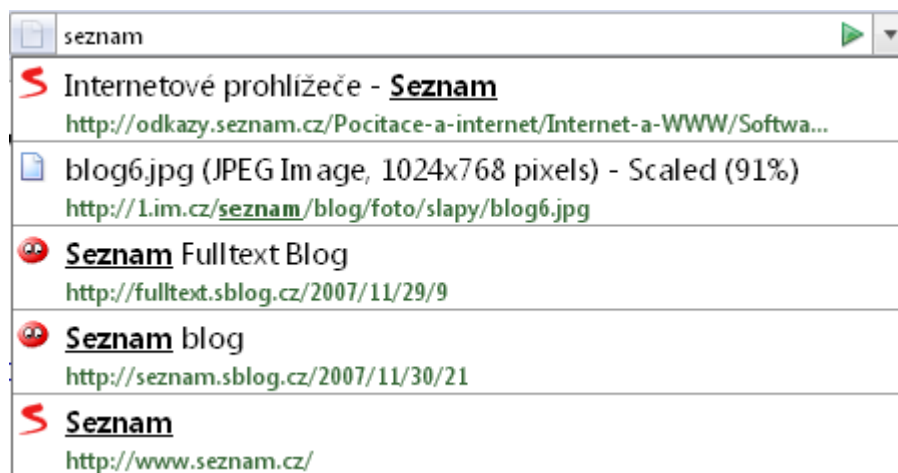 seznam
Internetové prohlížeče - Seznam
http://odkazy.seznam.cz/Pocitace-a-internet/Internet-a-WWW/Softwa...
blog6.jpg (JPEG Image, 1024x768 pixels) - Scaled (91%)
http://1.im.cz/seznam/blog/foto/slapy/blog6.jpg
Seznam Fulltext Blog
http://fulltext.sblog.cz/2007/11/29/9
Seznam blog
http://seznam.sblog.cz/2007/11/30/21
Seznam
http://www.seznam.cz/